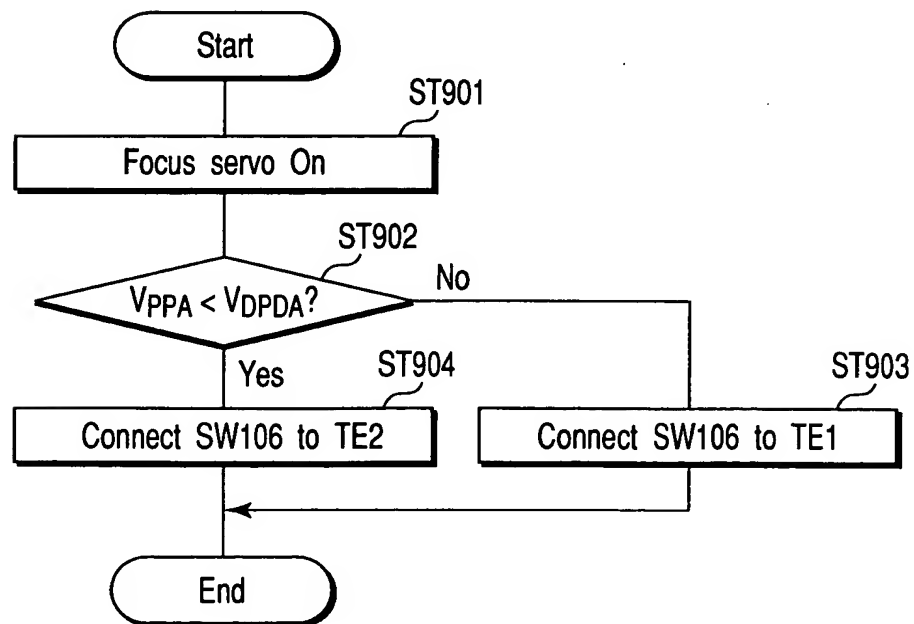 Start
ST901
Focus servo On
ST902
VPPA < VDPDA?
No
Yes
ST904
ST903
Connect SW106 to TE2
Connect SW106 to TE1
End